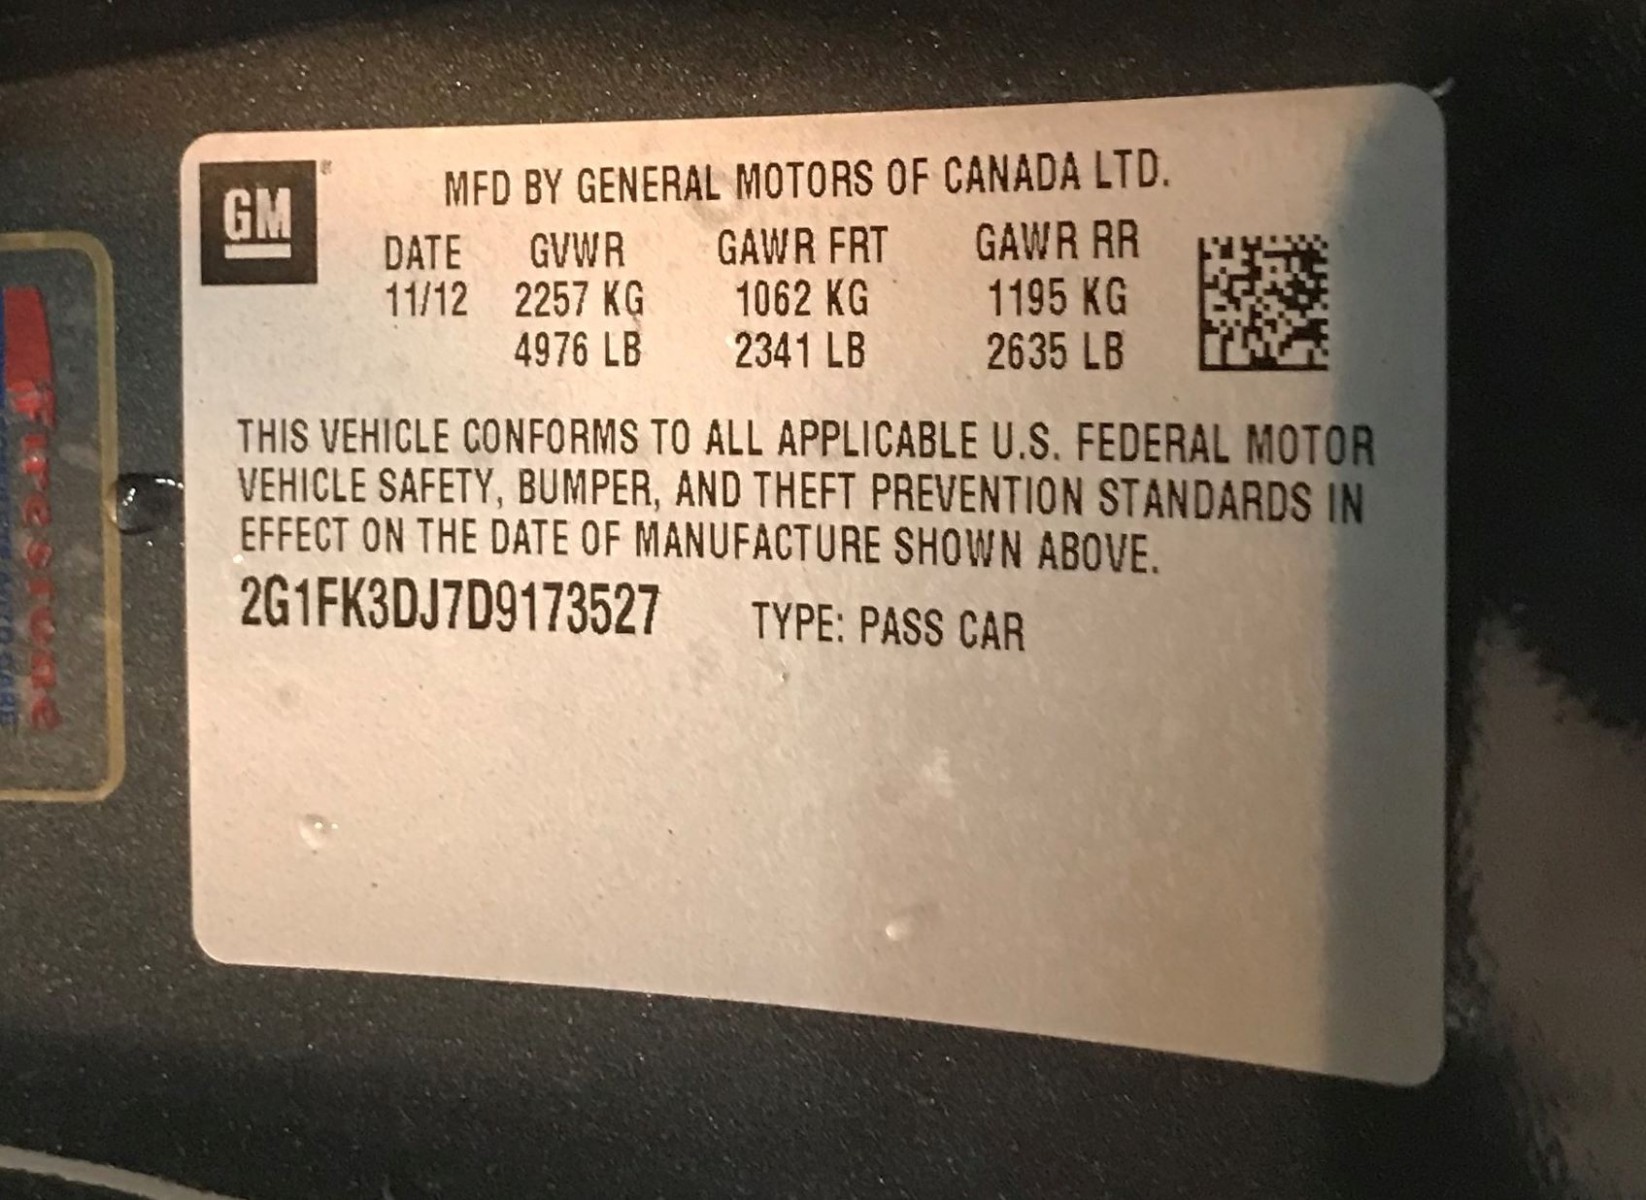 GM
MFD BY GENERAL MOTORS OF CANADA LTD.
DATE GVWR GAWR FRT GAWR RR
11/12 2257 KG 1062 KG 1195 KG
4976 LB 2341 LB 2635 LB
THIS VEHICLE CONFORMS TO ALL APPLICABLE U.S. FEDERAL MOTOR
VEHICLE SAFETY, BUMPER, AND THEFT PREVENTION STANDARDS IN
EFFECT ON THE DATE OF MANUFACTURE SHOWN ABOVE.
2G1FK3DJ7D9173527 TYPE: PASS CAR
Firestone